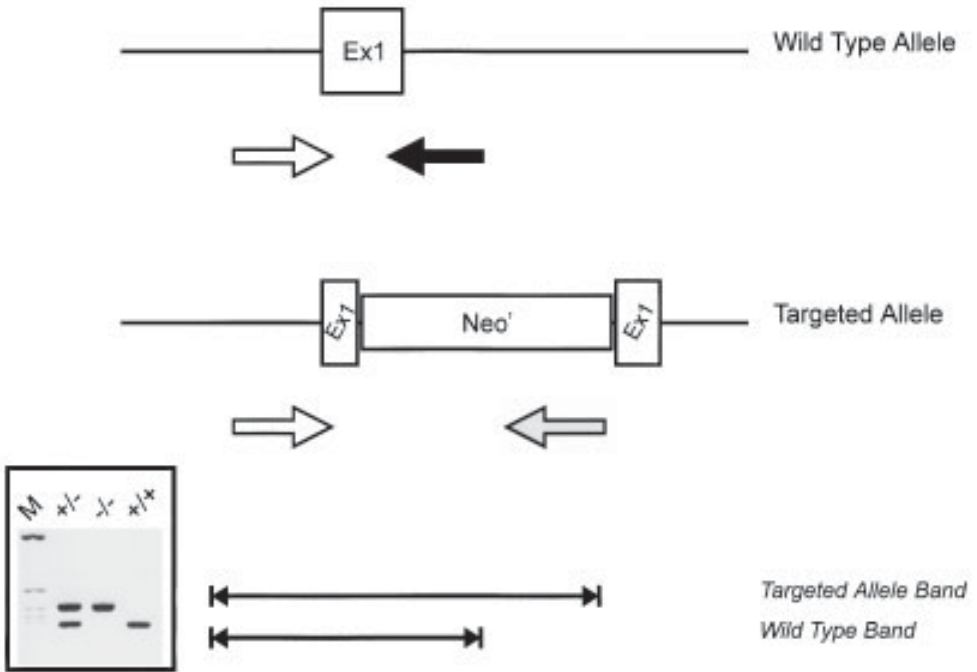 Ex1
Wild Type Allele
Ex1
Neo'
Ex1
Targeted Allele
M +/- -/- +/+
Targeted Allele Band
Wild Type Band